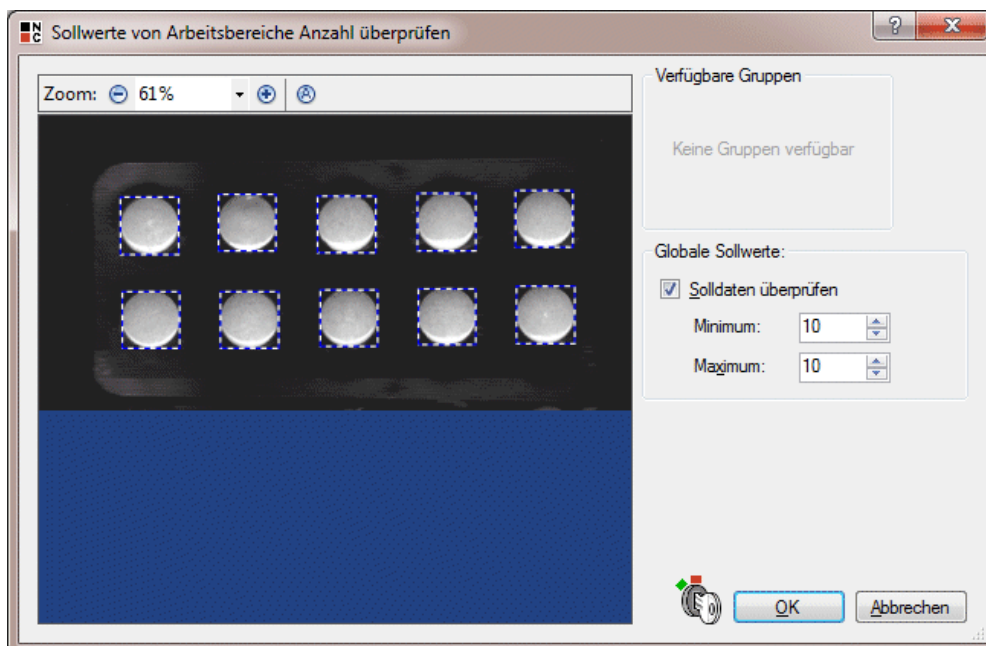 NC
Sollwerte von Arbeitsbereiche Anzahl überprüfen
?
Zoom:
61%
A
Verfügbare Gruppen
Keine Gruppen verfügbar
Globale Sollwerte:
Solldaten überprüfen
Minimum:
10
Maximum:
10
OK
Abbrechen